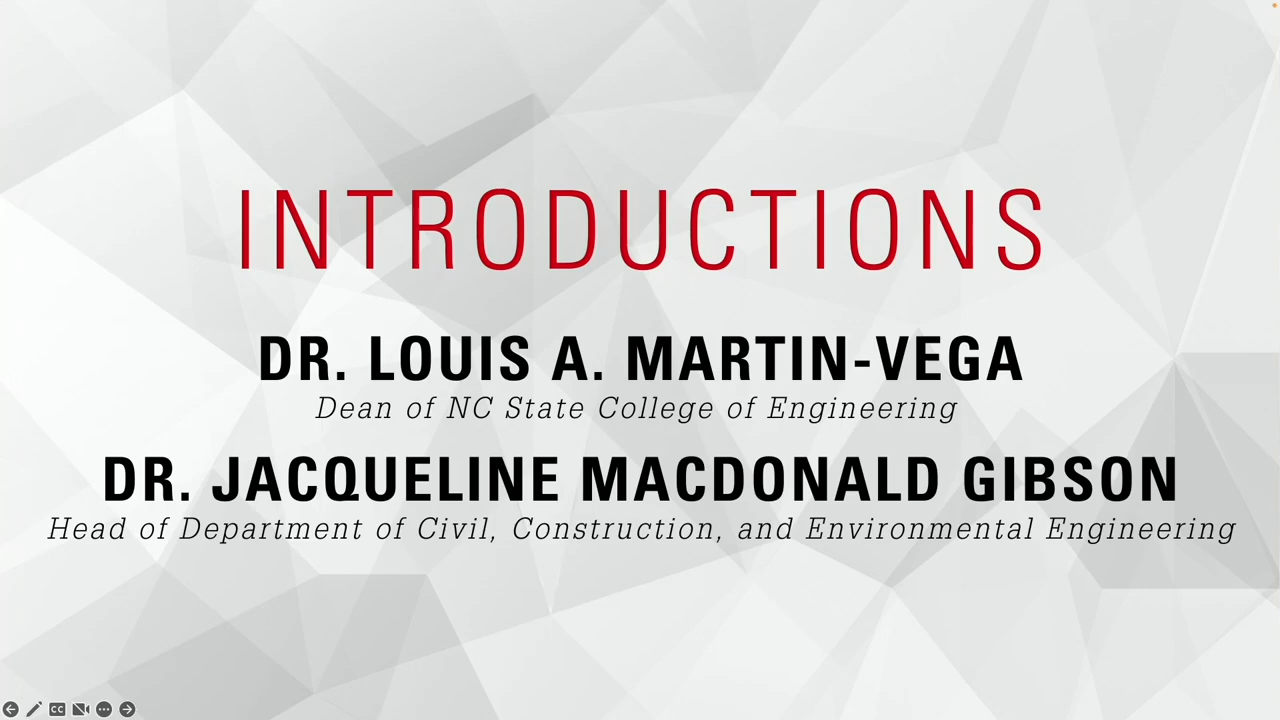 INTRODUCTIONS
DR. LOUIS A. MARTIN-VEGA
Dean of NC State College of Engineering
DR. JACQUELINE MACDONALD GIBSON
Head of Department of Civil, Construction, and Environmental Engineering
CC